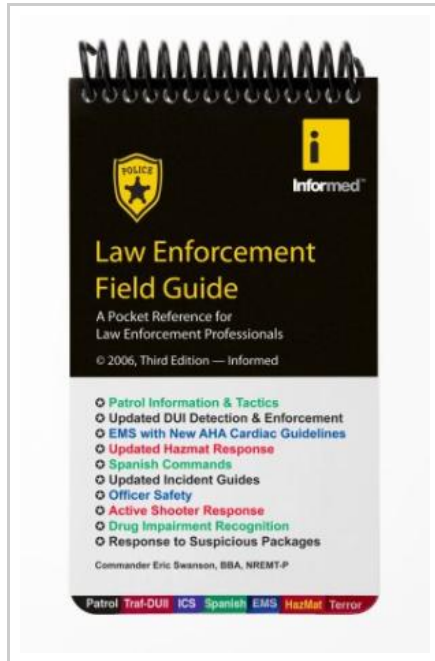 POLICE
i
Informed™
Law Enforcement
Field Guide
A Pocket Reference for
Law Enforcement Professionals
© 2006, Third Edition — Informed
✪ Patrol Information & Tactics
✪ Updated DUI Detection & Enforcement
✪ EMS with New AHA Cardiac Guidelines
✪ Updated Hazmat Response
✪ Spanish Commands
✪ Updated Incident Guides
✪ Officer Safety
✪ Active Shooter Response
✪ Drug Impairment Recognition
✪ Response to Suspicious Packages
Commander Eric Swanson, BBA, NREMT-P
Patrol Traf-DUII ICS Spanish EMS HazMat Terror